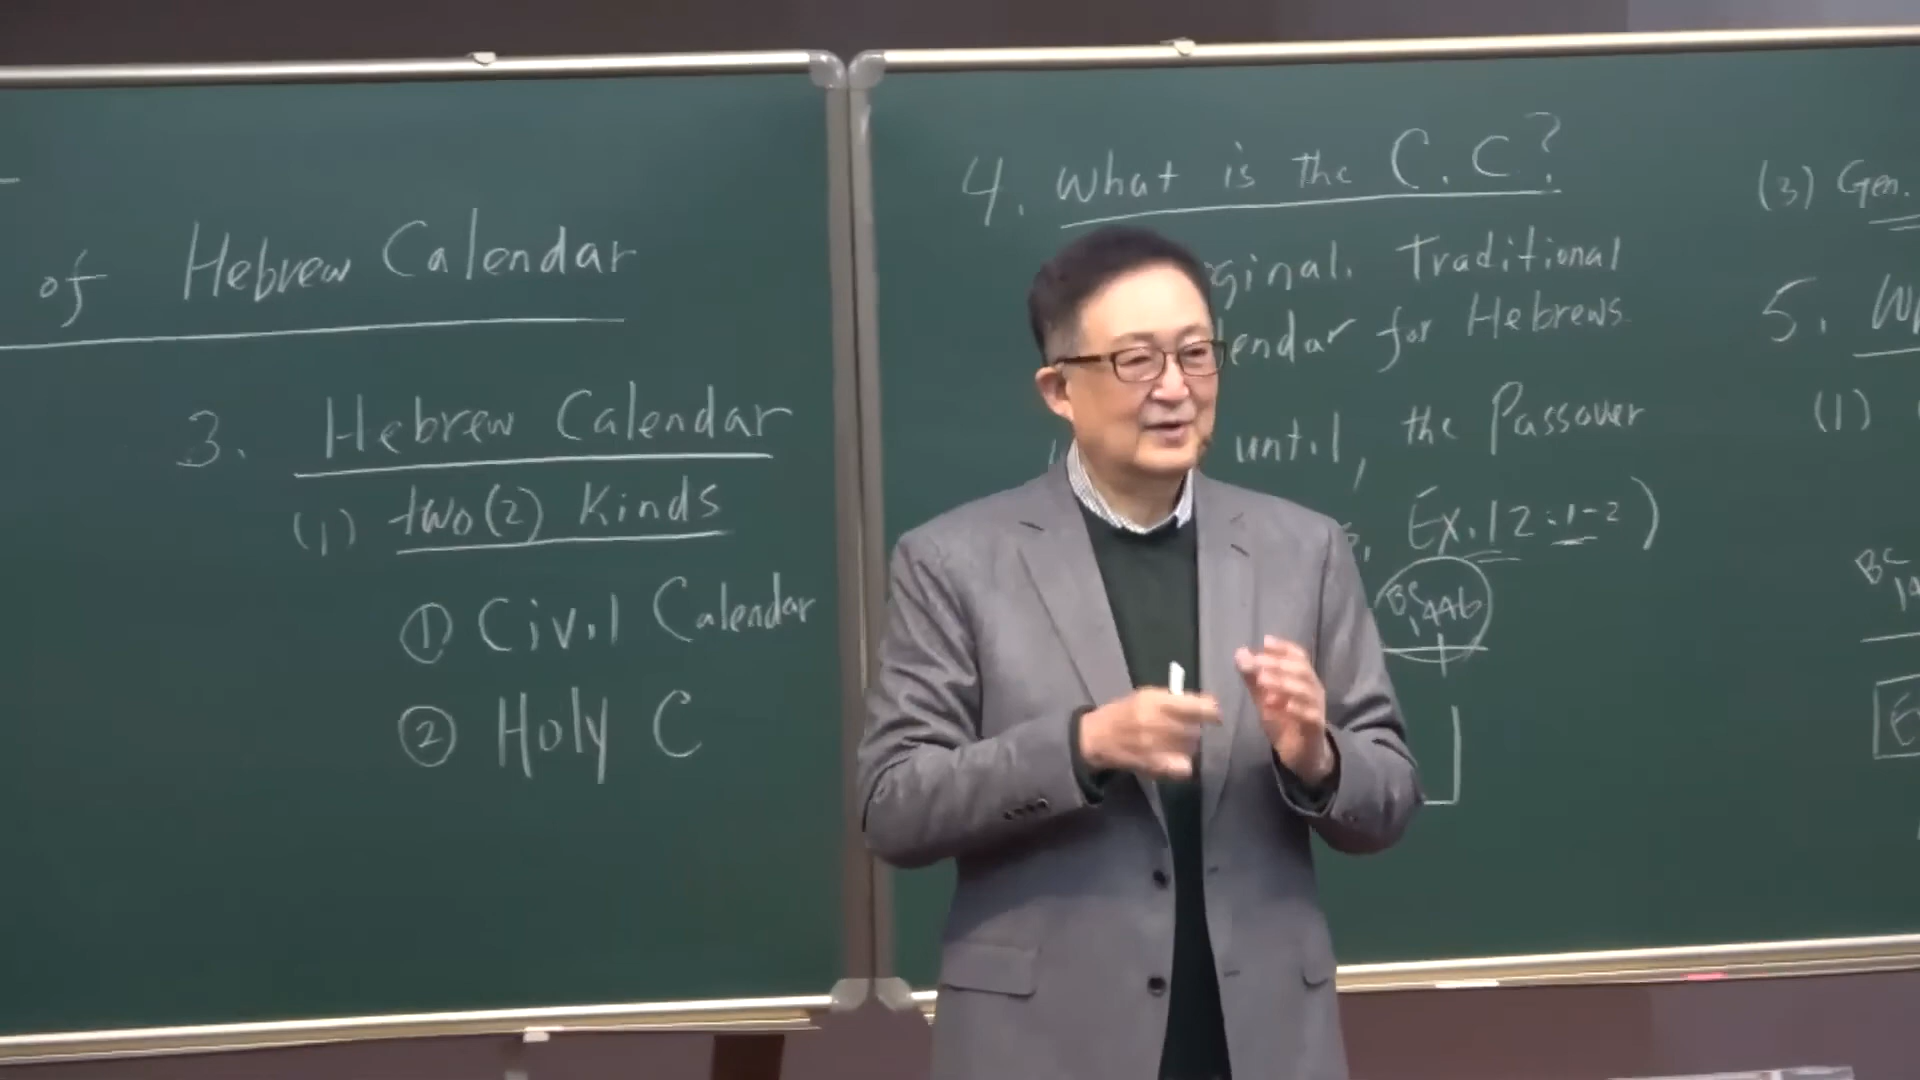 of Hebrew Calendar
3. Hebrew Calendar
(1) two(2) Kinds
① Civil Calendar
② Holy C
4. What is the C.C?
ginal. Traditional
endar for Hebrews
until, the Passover
Ex.12:1-2)
BC 1446
(3) Gen.
5. W
(1)
BC